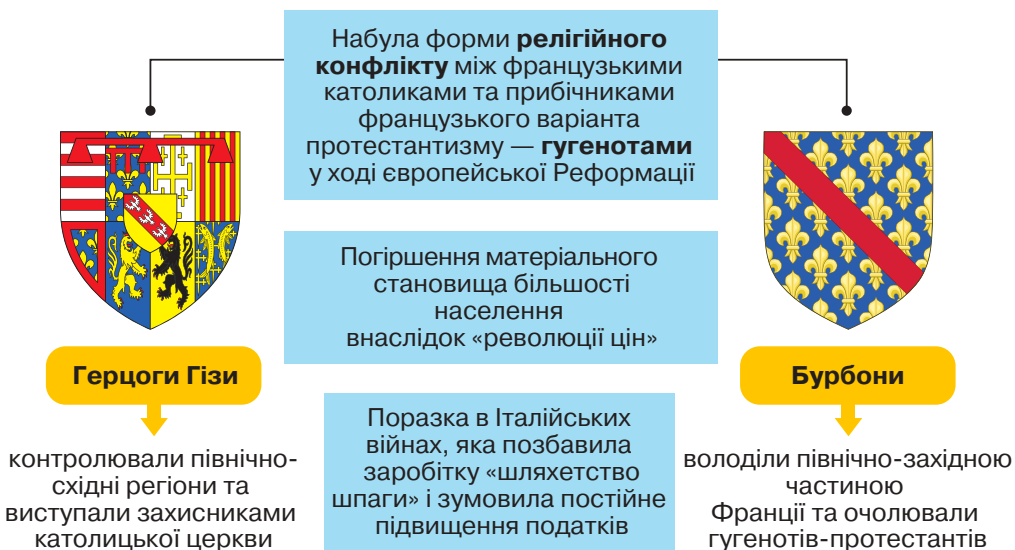 Набула форми релігійного
конфлікту між французькими
католиками та прибічниками
французького варіанта
протестантизму — гугенотами
у ході європейської Реформації
Погіршення матеріального
становища більшості
населення
внаслідок «революції цін»
Поразка в Італійських
війнах, яка позбавила
заробітку «шляхетство
шпаги» і зумовила постійне
підвищення податків
Герцоги Гізи
контролювали північно-
східні регіони та
виступали захисниками
католицької церкви
Бурбони
володіли північно-західною
частиною
Франції та очолювали
гугенотів-протестантів